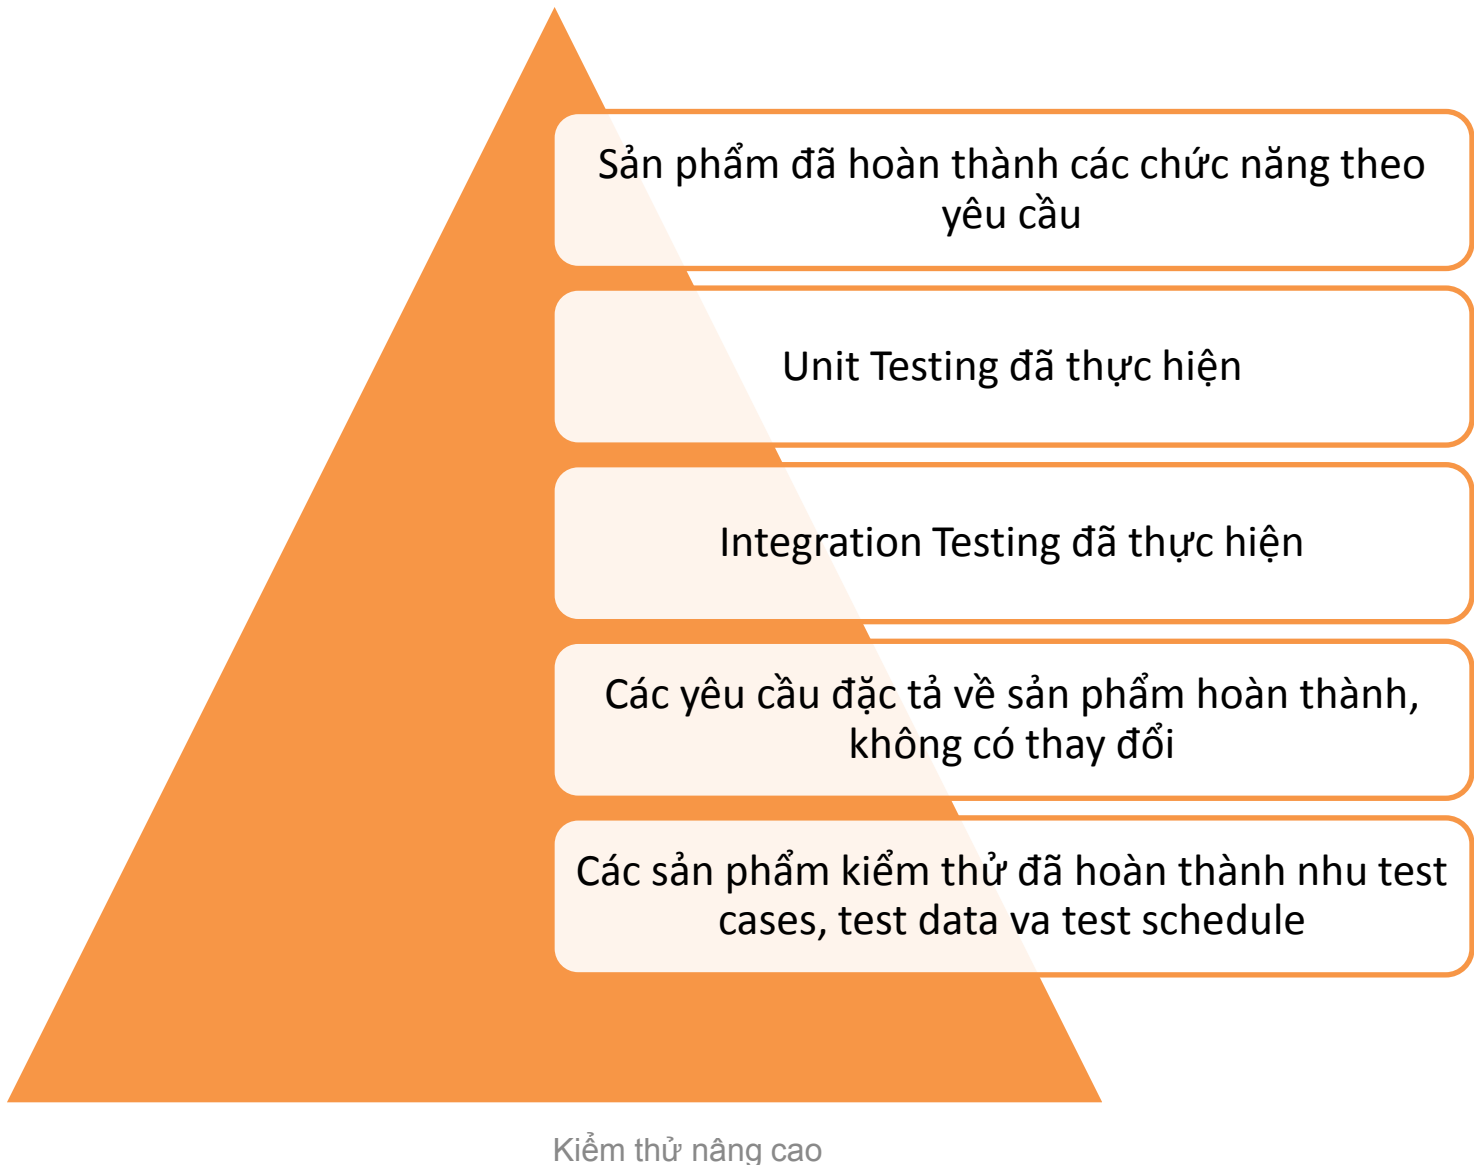 Sản phẩm đã hoàn thành các chức năng theo
yêu cầu
Unit Testing đã thực hiện
Integration Testing đã thực hiện
Các yêu cầu đặc tả về sản phẩm hoàn thành,
không có thay đổi
Các sản phẩm kiểm thử đã hoàn thành nhu test
cases, test data va test schedule
Kiểm thử nâng cao